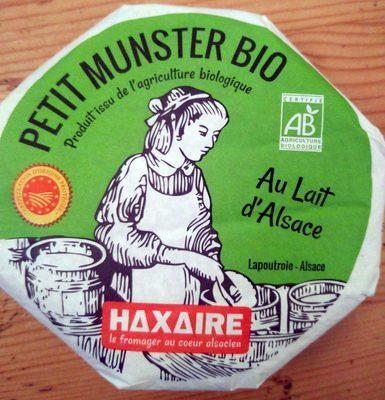 PETIT MUNSTER BIO
Produit issu de l'agriculture biologique
CERTIFIÉ
AB
AGRICULTURE
BIOLOGIQUE
Au Lait
d'Alsace
Lapoutroie - Alsace
HAXAIRE
le fromager au coeur alsacien